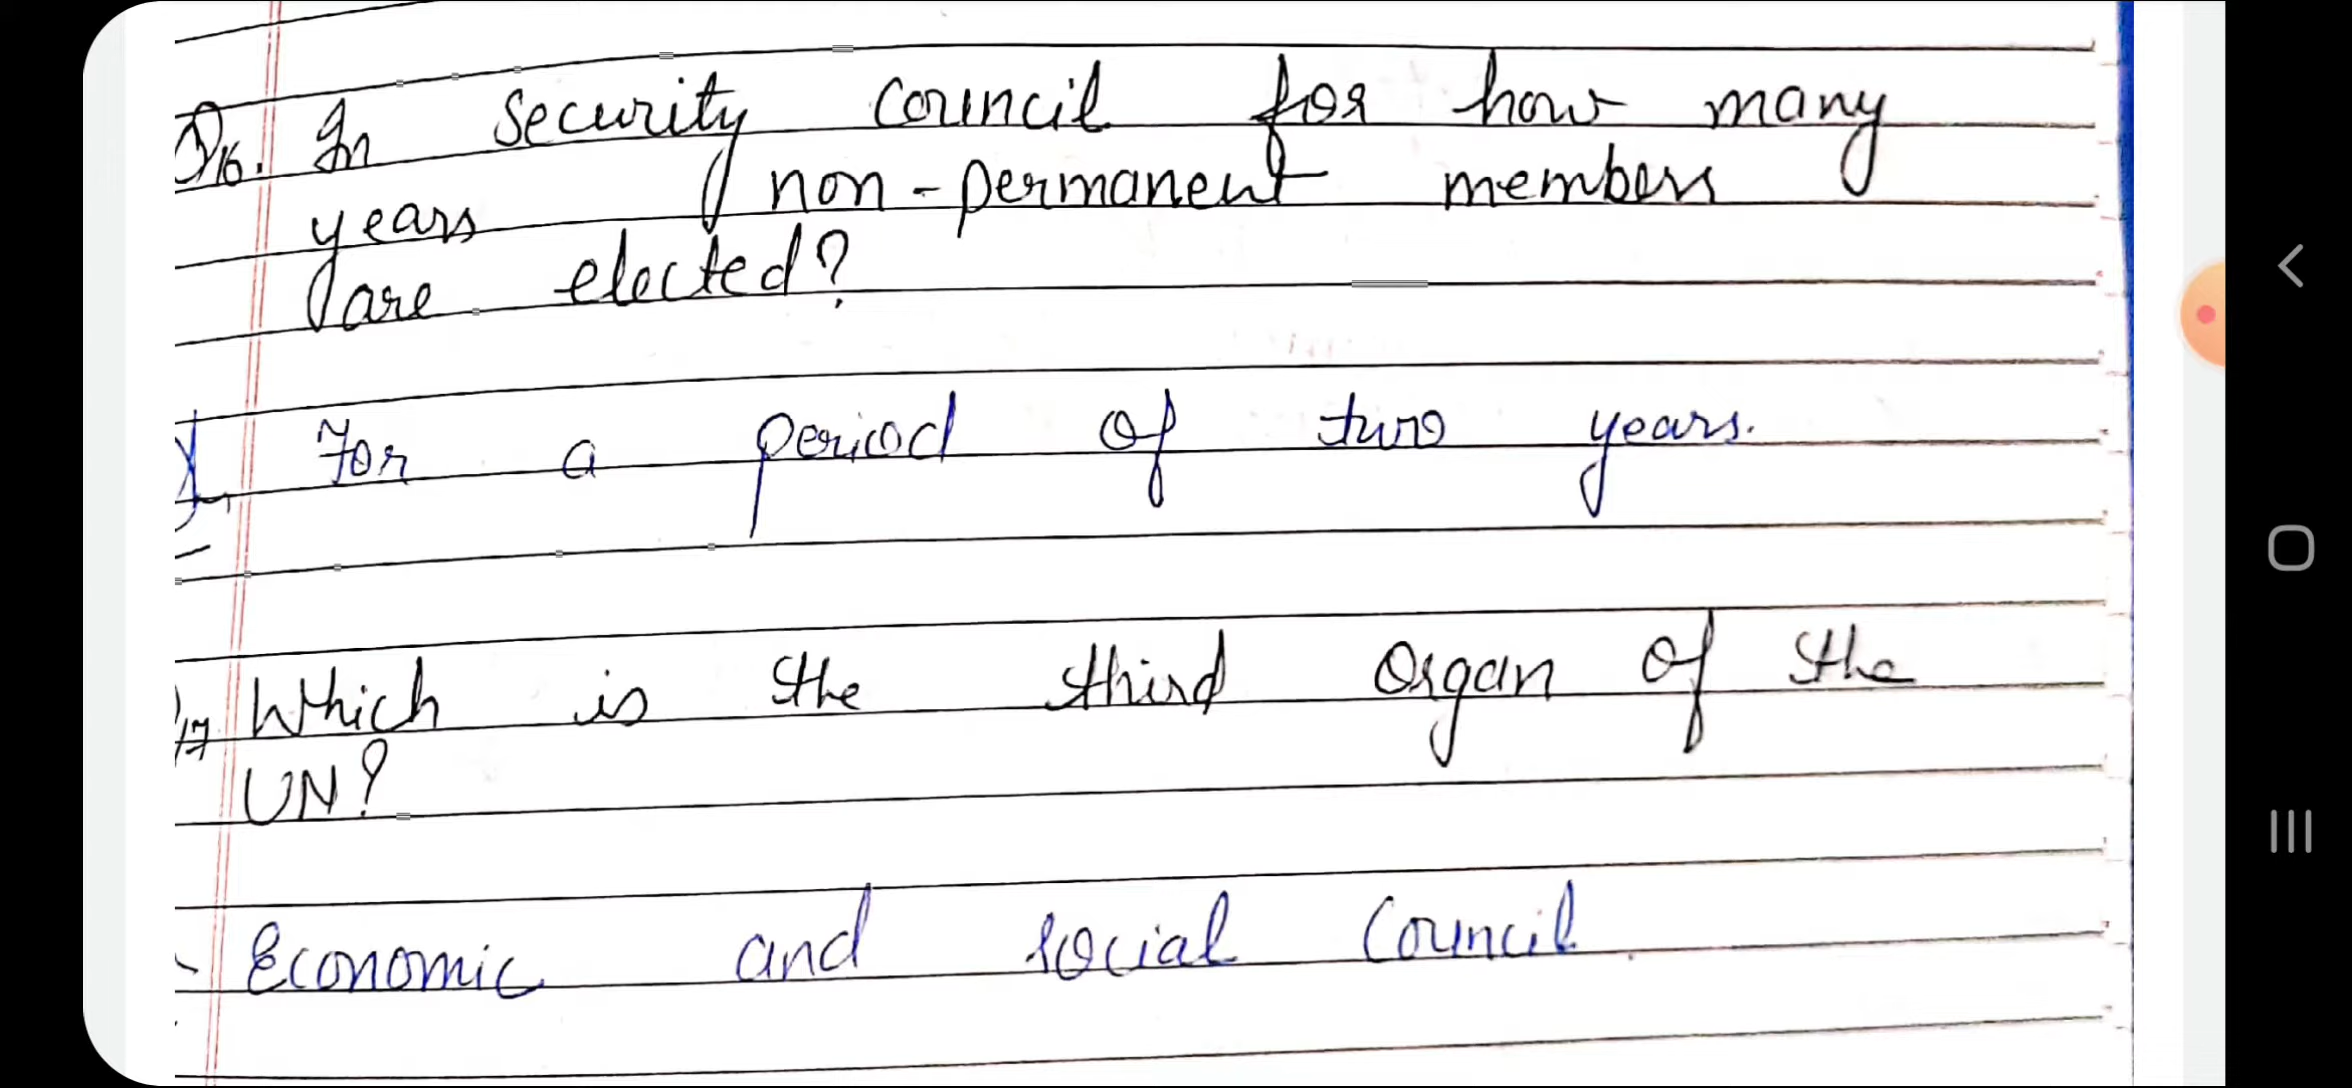 Q16. In security council for how many
years non-permanent members
are elected?
For a period of two years.
17 Which is the third organ of the
UN?
Economic and social Council.